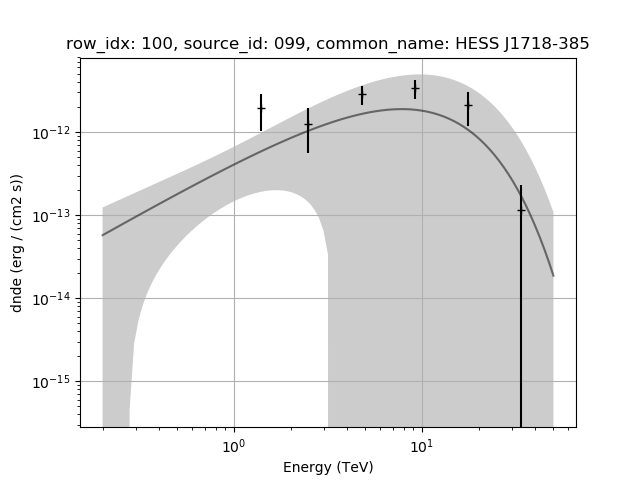 row_idx: 100, source_id: 099, common_name: HESS J1718-385
dnde (erg / (cm2 s))
10⁻¹²
10⁻¹³
10⁻¹⁴
10⁻¹⁵
10⁰ 10¹
Energy (TeV)